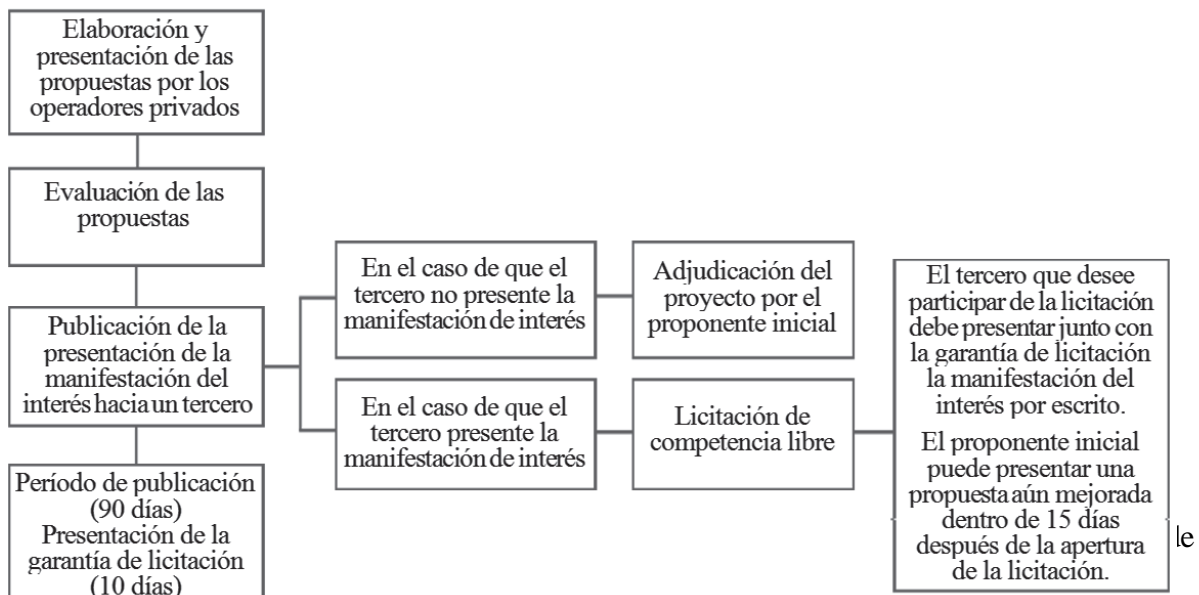 Elaboración y
presentación de las
propuestas por los
operadores privados
Evaluación de las
propuestas
Publicación de la
presentación de la
manifestación del
interés hacia un tercero
Período de publicación
(90 días)
Presentación de la
garantía de licitación
(10 días)
En el caso de que el
tercero no presente la
manifestación de interés
Adjudicación del
proyecto por el
proponente inicial
En el caso de que el
tercero presente la
manifestación de interés
Licitación de
competencia libre
El tercero que desee
participar de la licitación
debe presentar junto con
la garantía de licitación
la manifestación del
interés por escrito.
El proponente inicial
puede presentar una
propuesta aún mejorada
dentro de 15 días
después de la apertura
de la licitación.